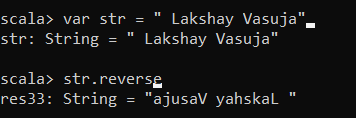 scala> var str = " Lakshay Vasuja"
str: String = " Lakshay Vasuja"
scala> str.reverse
res33: String = "ajusaV yahskaL "